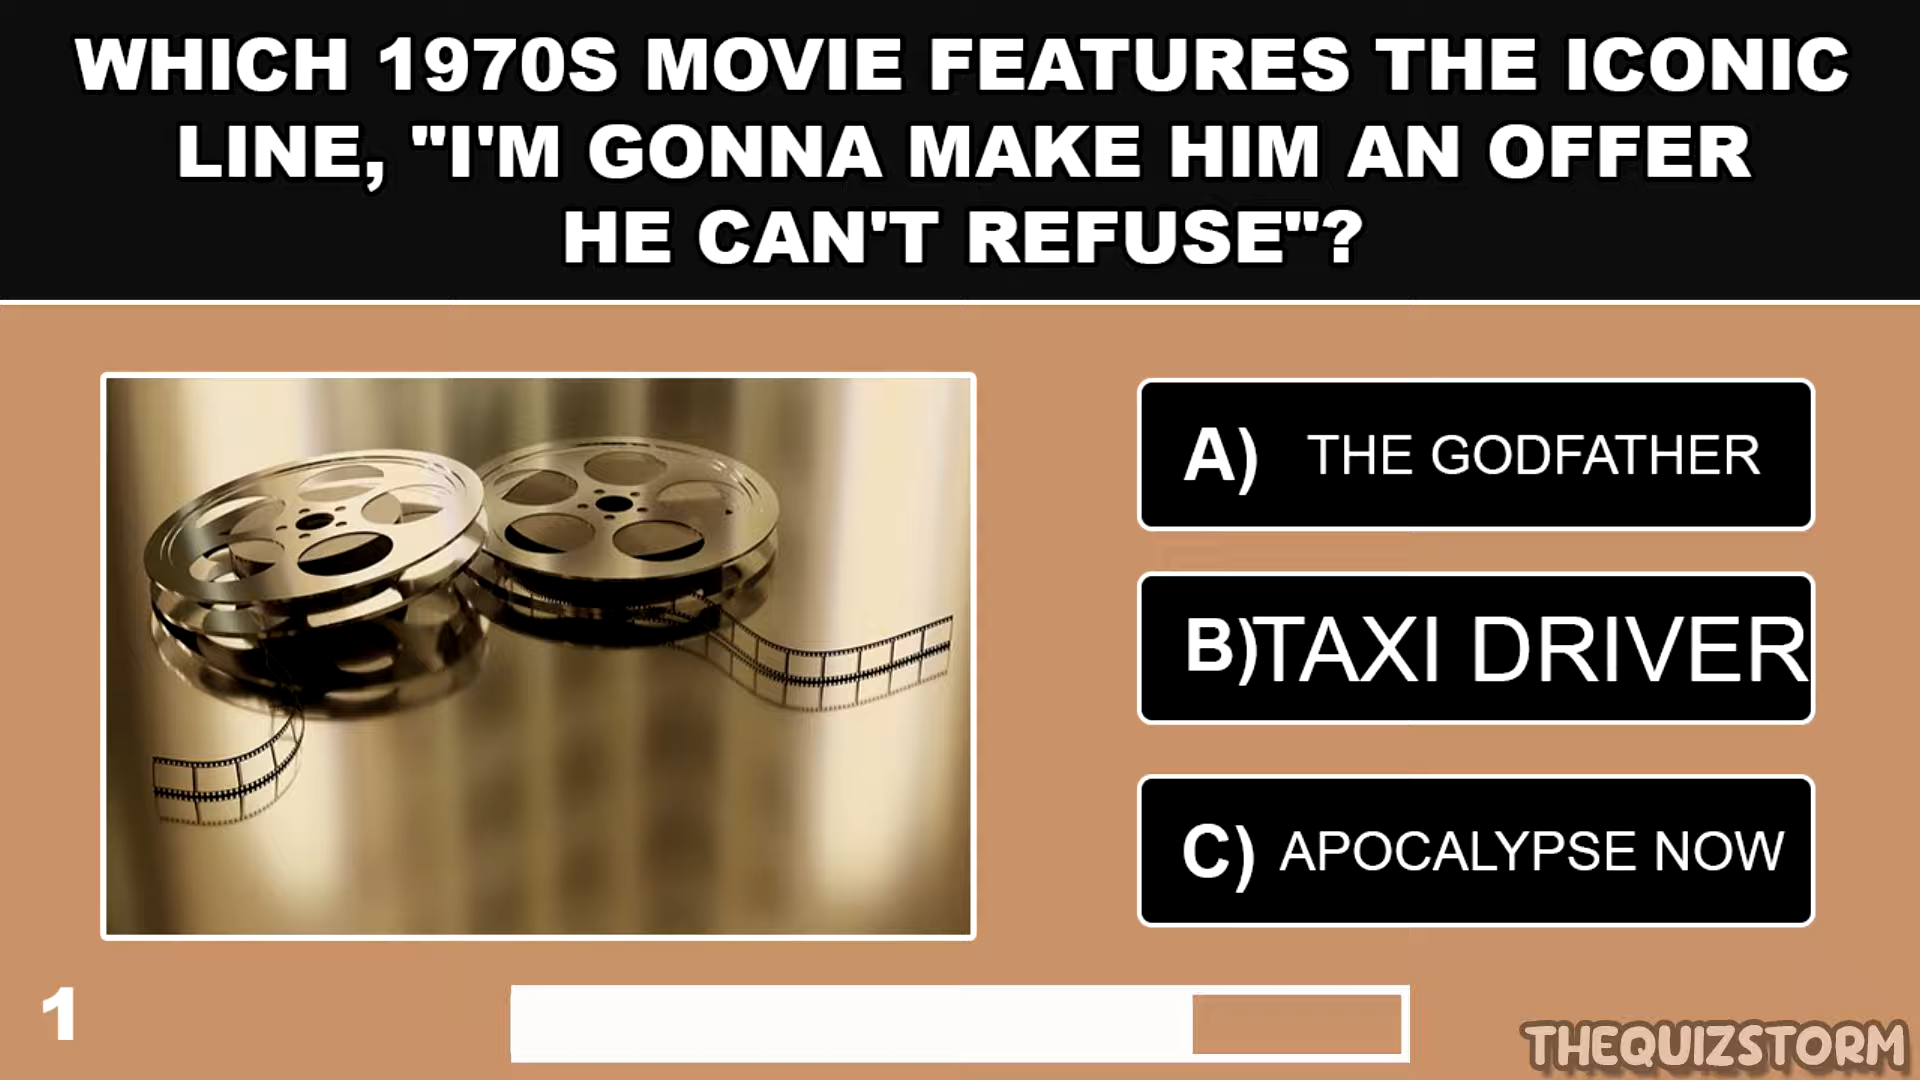 WHICH 1970S MOVIE FEATURES THE ICONIC
LINE, "I'M GONNA MAKE HIM AN OFFER
HE CAN'T REFUSE"?
A) THE GODFATHER
B) TAXI DRIVER
C) APOCALYPSE NOW
1
THEQUIZSTORM